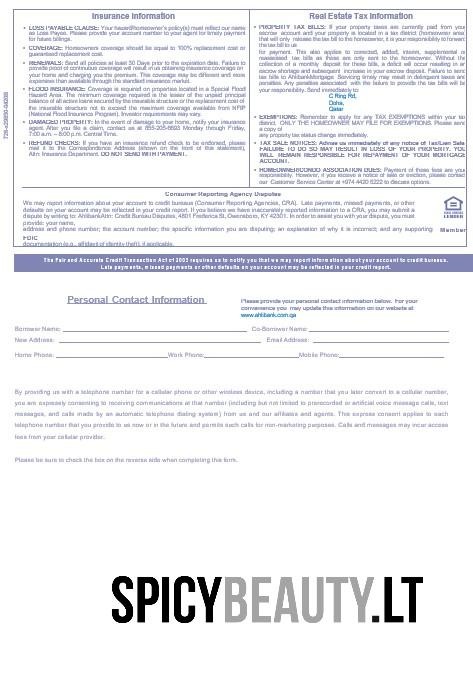 Insurance Information
• LOSS PAYABLE CLAUSE: Your hazard/homeowner's policy(s) must reflect our name
as Loss Payee. Please provide your account number to your agent for timely payment
for future billings.
• COVERAGE: Homeowners coverage should be equal to 100% replacement cost or
guaranteed replacement cost.
• RENEWALS: Send all policies at least 30 Days prior to the expiration date. Failure to
provide proof of continuous coverage will result in us obtaining insurance coverage on
your home and charging you the premium. This coverage may be different and more
expensive than available through the standard insurance market.
• FLOOD INSURANCE: Coverage is required on properties located in a Special Flood
Hazard Area. The minimum coverage required is the lesser of the unpaid principal
balance of all active loans secured by the insurable structure or the replacement cost of
the insurable structure not to exceed the maximum coverage available from NFIP
(National Flood Insurance Program). Investor requirements may vary.
• DAMAGED PROPERTY: In the event of damage to your home, notify your insurance
agent. After you file a claim, contact us at 855-205-8893 Monday through Friday,
7:00 a.m. – 8:00 p.m. Central Time.
• REFUND CHECKS: If you have an insurance refund check to be endorsed, please
mail it to the Correspondence Address (shown on the front of this statement),
Attn: Insurance Department. DO NOT SEND WITH PAYMENT.
Real Estate Tax Information
• PROPERTY TAX BILLS: If your property taxes are currently paid from your
escrow account and your property is located in a tax district (homeowner area)
that will only release the tax bill to the homeowner, it is your responsibility to forward
the tax bill to us
for payment. This also applies to corrected, added, interim, supplemental or
reassessed tax bills as these are only sent to the homeowner. Without the
collection of a monthly deposit for these tax bills, a deficit will occur resulting in an
escrow shortage and subsequent increase in your escrow deposit. Failure to send
tax bills to AhlibankMortgage Servicing timely may result in delinquent taxes and
penalties. Any penalties associated with the failure to provide the tax bills will be
your responsibility. Send immediately to:
C Ring Rd,
Doha,
Qatar
• EXEMPTIONS: Remember to apply for any TAX EXEMPTIONS within your tax
district. ONLY THE HOMEOWNER MAY FILE FOR EXEMPTIONS. Please send
a copy of
any property tax status change immediately.
• TAX SALE NOTICES: Advise us immediately of any notice of Tax/Lien Sale.
FAILURE TO DO SO MAY RESULT IN LOSS OF YOUR PROPERTY. YOU
WILL REMAIN RESPONSIBLE FOR REPAYMENT OF YOUR MORTGAGE
ACCOUNT.
• HOMEOWNER/CONDO ASSOCIATION DUES: Payment of these fees are your
responsibility. However, if you receive a notice of sale or eviction, please contact
our Customer Service Center at +974 4420 5222 to discuss options.
Consumer Reporting Agency Disputes
We may report information about your account to credit bureaus (Consumer Reporting Agencies, CRA). Late payments, missed payments, or other
defaults on your account may be reflected in your credit report. If you believe we have inaccurately reported information to a CRA, you may submit a
dispute by writing to: AhlibankAttn: Credit Bureau Disputes, 4801 Frederica St, Owensboro, KY 42301. In order to assist you with your dispute, you must
provide: your name,
address and phone number; the account number; the specific information you are disputing; an explanation of why it is incorrect; and any supporting Member
FDIC
documentation (e.g., affidavit of identity theft), if applicable.
LENDER
The Fair and Accurate Credit Transaction Act of 2003 requires us to notify you that we may report information about your account to credit bureaus.
Late payments, missed payments or other defaults on your account may be reflected in your credit report.
Personal Contact Information
Please provide your personal contact information below. For your
convenience you may update this information on our website at
www.ahlibank.com.qa
Borrower Name: Co-Borrower Name:
New Address: Email Address:
Home Phone: Work Phone: Mobile Phone:
By providing us with a telephone number for a cellular phone or other wireless device, including a number that you later convert to a cellular number,
you are expressly consenting to receiving communications at that number (including but not limited to prerecorded or artificial voice message calls, text
messages, and calls made by an automatic telephone dialing system) from us and our affiliates and agents. This express consent applies to each
telephone number that you provide to us now or in the future and permits such calls for non-marketing purposes. Calls and messages may incur access
fees from your cellular provider.
Please be sure to check the box on the reverse side when completing this form.
SPICYBEAUTY.LT